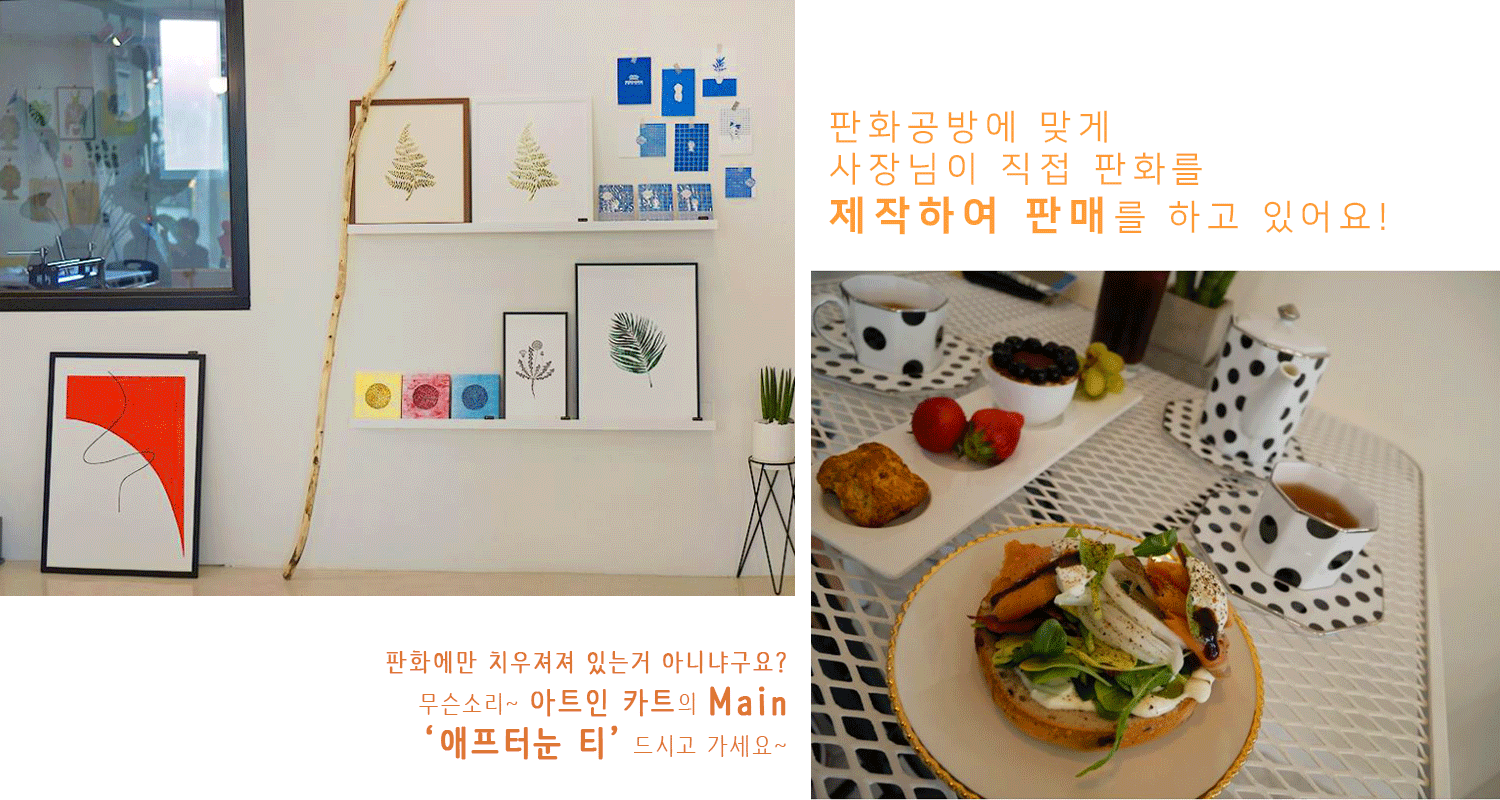 판화공방에 맞게
사장님이 직접 판화를
제작하여 판매를 하고 있어요!
판화에만 치우져져 있는거 아니냐구요?
무슨소리~ 아트인 카트의 Main
‘애프터눈 티’ 드시고 가세요~